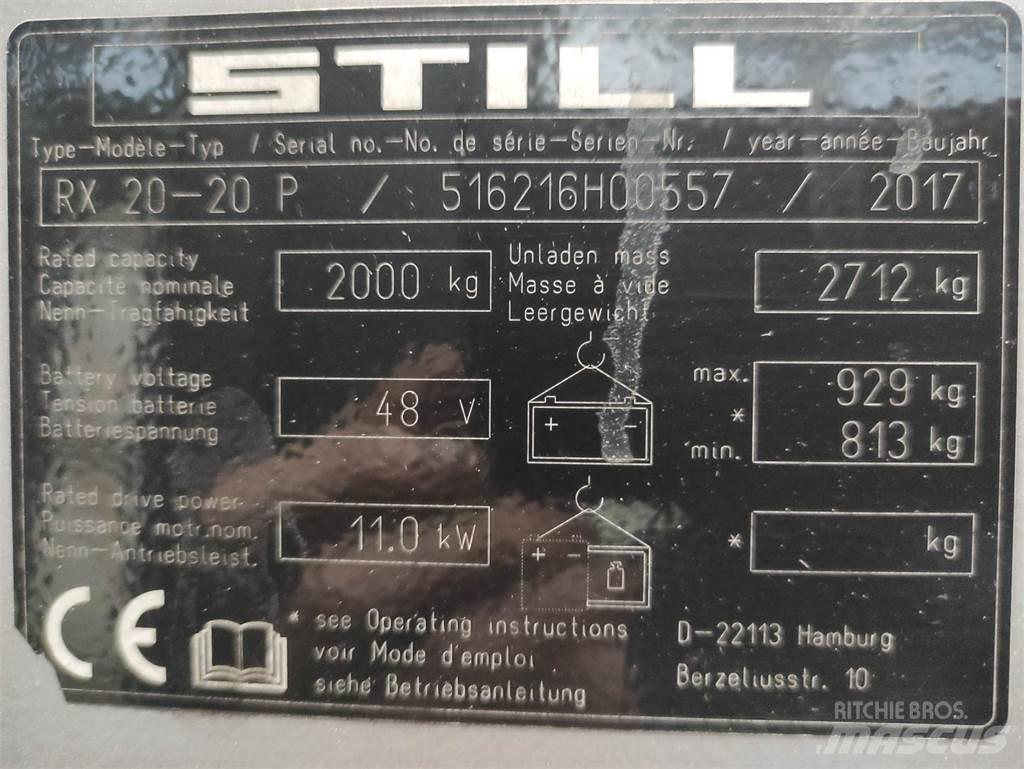 STILL
Type-Modèle-Typ / Serial no.-No. de série-Serien-Nr. / year-année-Baujahr
RX 20-20 P / 516216H00557 / 2017
Rated capacity
Capacité nominale
Nenn-Tragfähigkeit
2000 kg
Unladen mass
Masse à vide
Leergewicht
2712 kg
Battery voltage
Tension batterie
Batteriespannung
48 V
+ -
max.
*
min.
929 kg
813 kg
Rated drive power
Puissance motr.nom.
Nenn-Antriebsleist.
11.0 kW
+ -
* kg
CE
* see Operating instructions
voir Mode d'emploi
siehe Betriebsanleitung
D-22113 Hamburg
Berzeliusstr. 10
RITCHIE BROS.
MASCUS